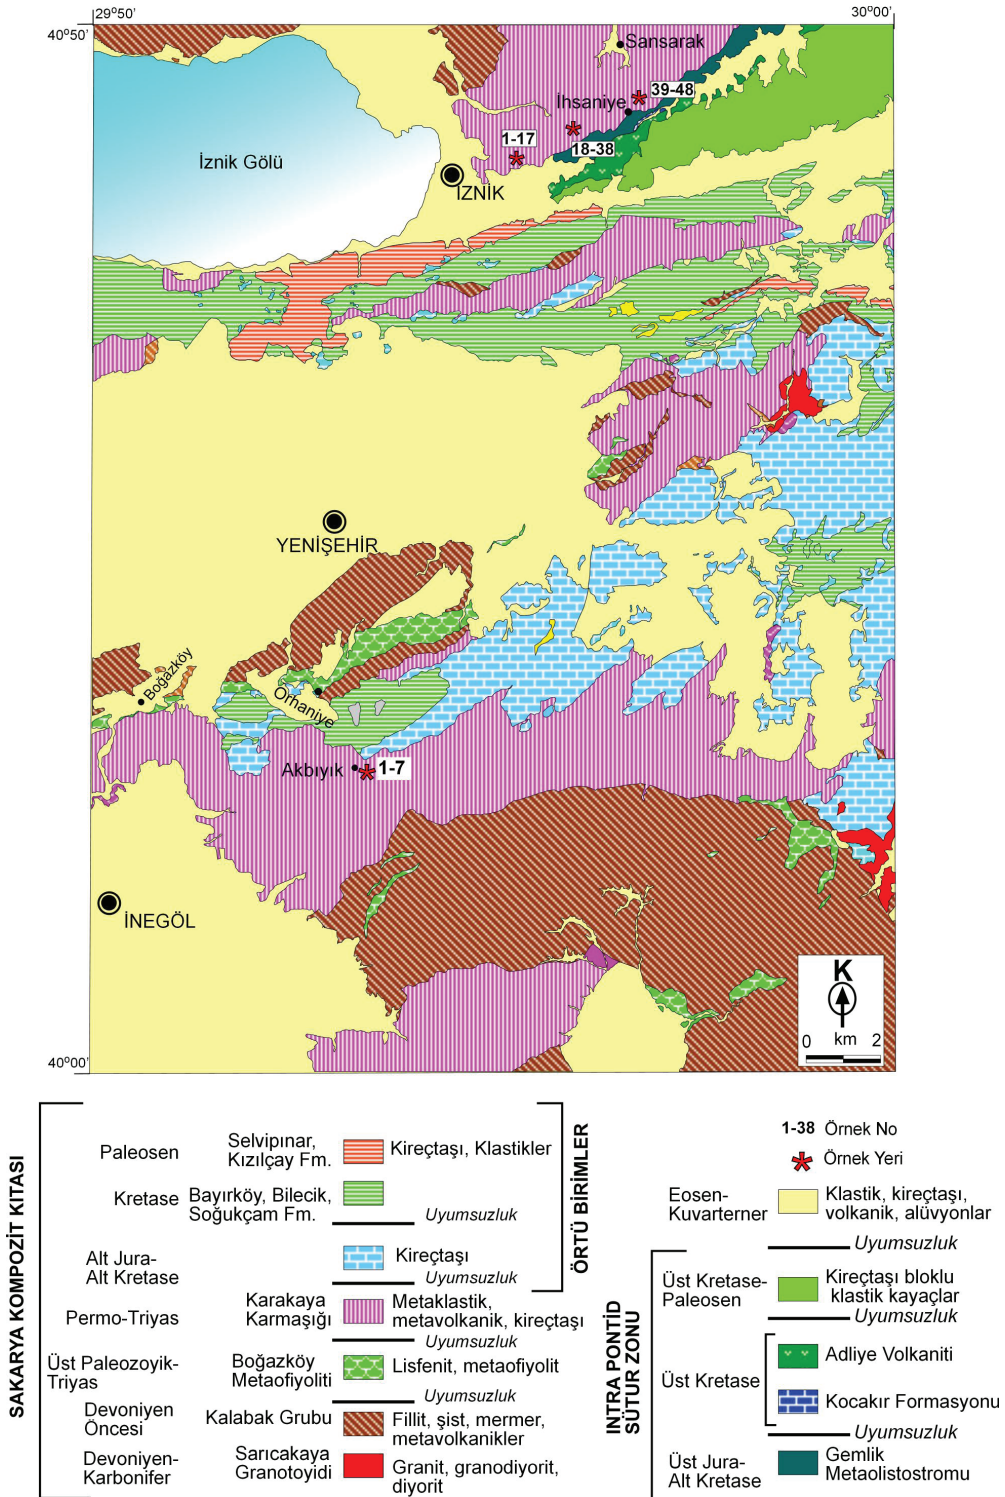 29°50'
30°00'
40°50'
Sansarak
39-48
İhsaniye
1-17
18-38
İznik Gölü
İZNİK
YENİŞEHİR
Boğazköy
Ormaniye
Akbıyık
1-7
İNEGÖL
K
0 km 2
40°00'
SAKARYA KOMPOZİT KITASI
Paleosen
Selvipınar,
Kızılçay Fm.
Kireçtaşı, Klastikler
Kretase
Bayırköy, Bilecik,
Soğukçam Fm.
Uyumsuzluk
Alt Jura-
Alt Kretase
Kireçtaşı
Uyumsuzluk
ÖRTÜ BİRİMLER
Permo-Triyas
Karakaya
Karmaşığı
Metaklastik,
metavolkanik, kireçtaşı
Uyumsuzluk
Üst Paleozoyik-
Triyas
Boğazköy
Metaofiyoliti
Lisfenit, metaofiyolit
Uyumsuzluk
Devoniyen
Öncesi
Kalabak Grubu
Fillit, şist, mermer,
metavolkanikler
Devoniyen-
Karbonifer
Sarıcakaya
Granotoyidi
Granit, granodiyorit,
diyorit
1-38 Örnek No
Örnek Yeri
Eosen-
Kuvarterner
Klastik, kireçtaşı,
volkanik, alüvyonlar
Uyumsuzluk
INTRA PONTİD
SÜTUR ZONU
Üst Kretase-
Paleosen
Kireçtaşı bloklu
klastik kayaçlar
Uyumsuzluk
Üst Kretase
Adliye Volkaniti
Kocakır Formasyonu
Uyumsuzluk
Üst Jura-
Alt Kretase
Gemlik
Metaolistostromu